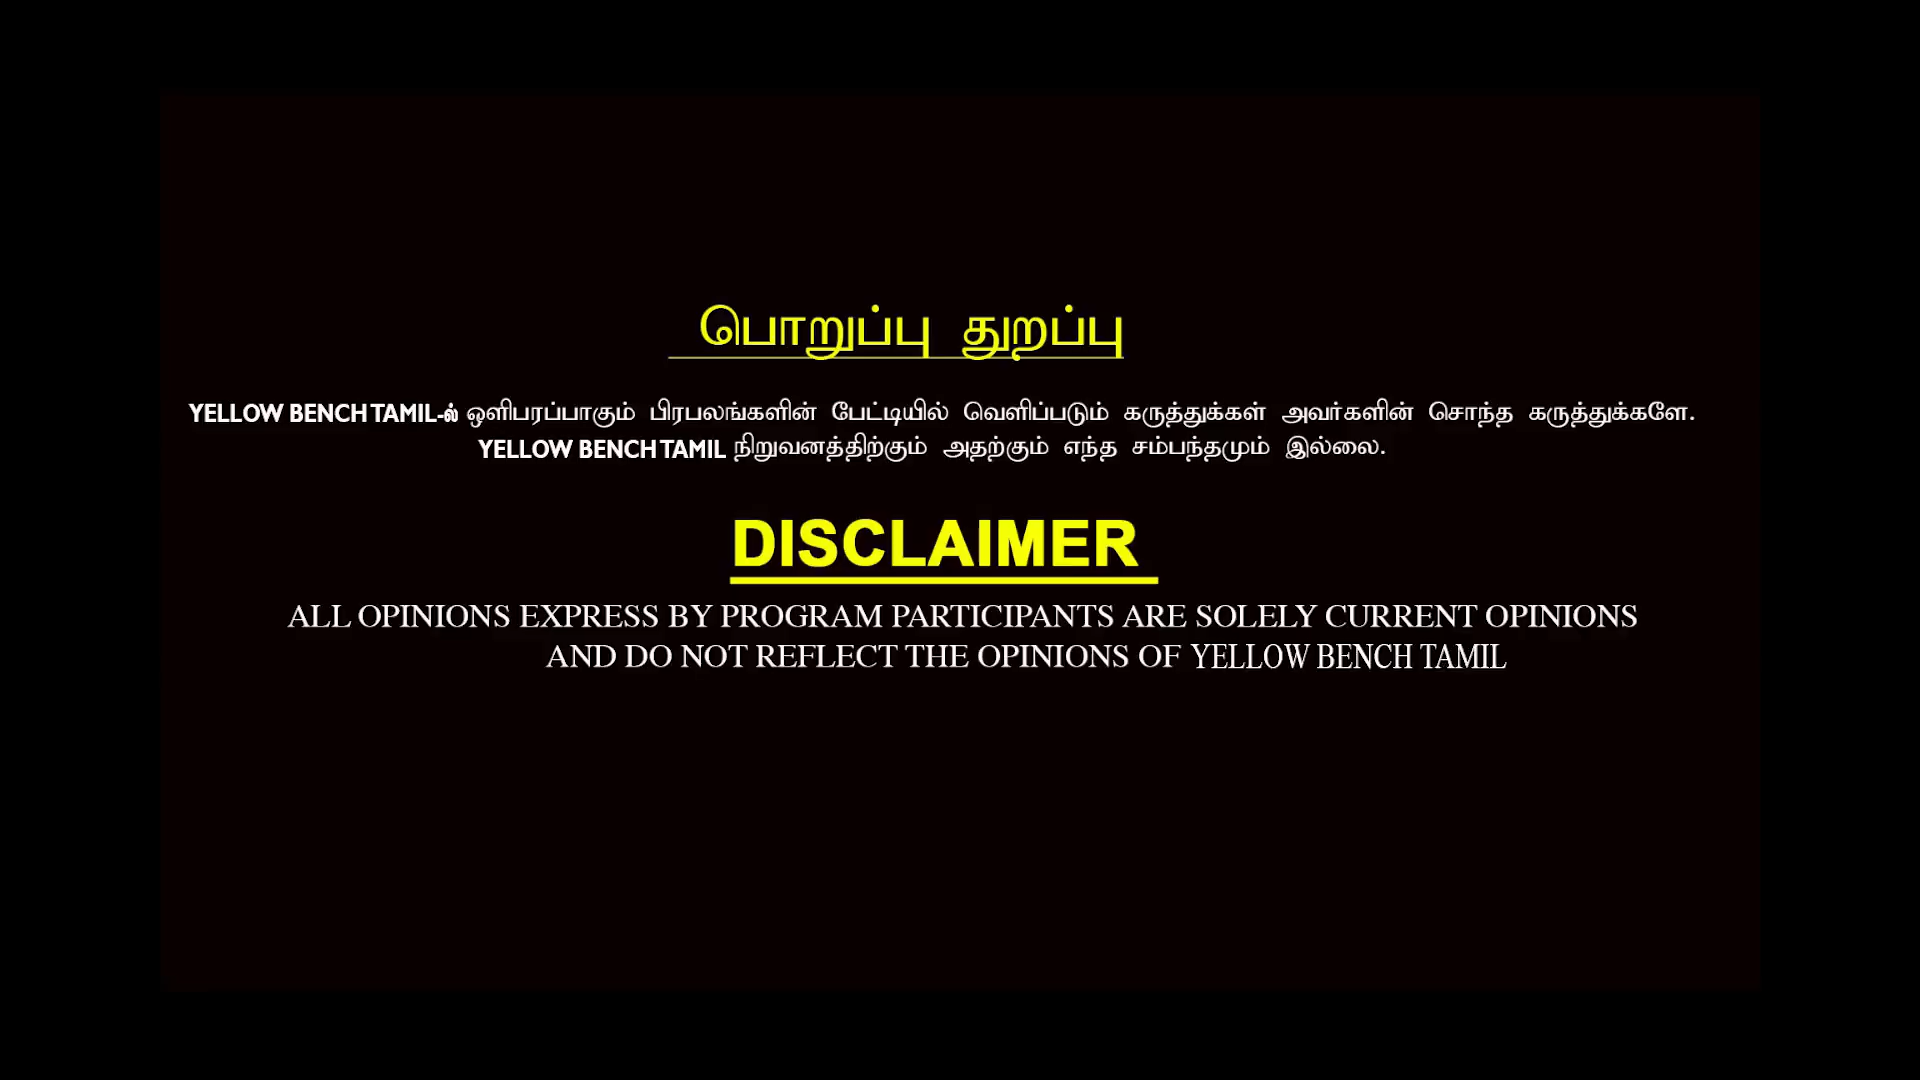 பொறுப்பு துறப்பு
YELLOW BENCH TAMIL-ல் ஒளிபரப்பாகும் பிரபலங்களின் பேட்டியில் வெளிப்படும் கருத்துக்கள் அவர்களின் சொந்த கருத்துக்களே.
YELLOW BENCH TAMIL நிறுவனத்திற்கும் அதற்கும் எந்த சம்பந்தமும் இல்லை.
DISCLAIMER
ALL OPINIONS EXPRESS BY PROGRAM PARTICIPANTS ARE SOLELY CURRENT OPINIONS
AND DO NOT REFLECT THE OPINIONS OF YELLOW BENCH TAMIL